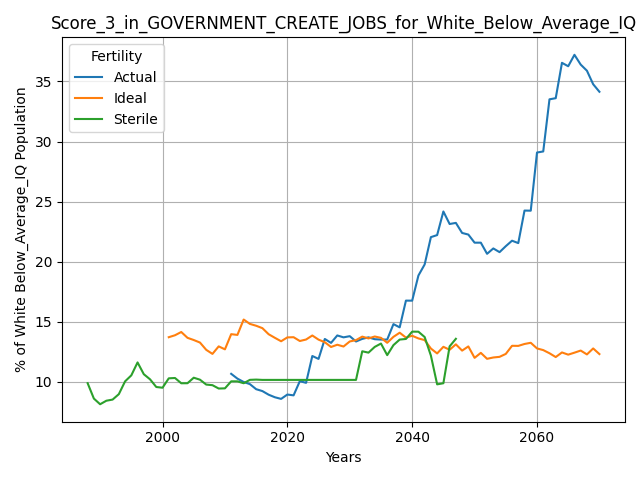 Score_3_in_GOVERNMENT_CREATE_JOBS_for_White_Below_Average_IQ
Fertility
Actual
Ideal
Sterile
% of White Below_Average_IQ Population
35
30
25
20
15
10
2000
2020
2040
2060
Years